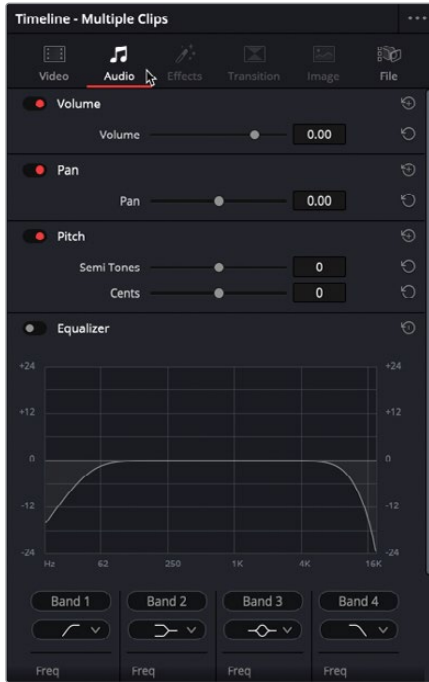 Timeline - Multiple Clips
Video Audio Effects Transition Image File
Volume
Volume 0.00
Pan
Pan 0.00
Pitch
Semi Tones 0
Cents 0
Equalizer
+24 +24
+12 +12
0 0
-12 -12
-24 -24
Hz 62 250 1K 4K 16K
Band 1 Band 2 Band 3 Band 4
Freq Freq Freq Freq